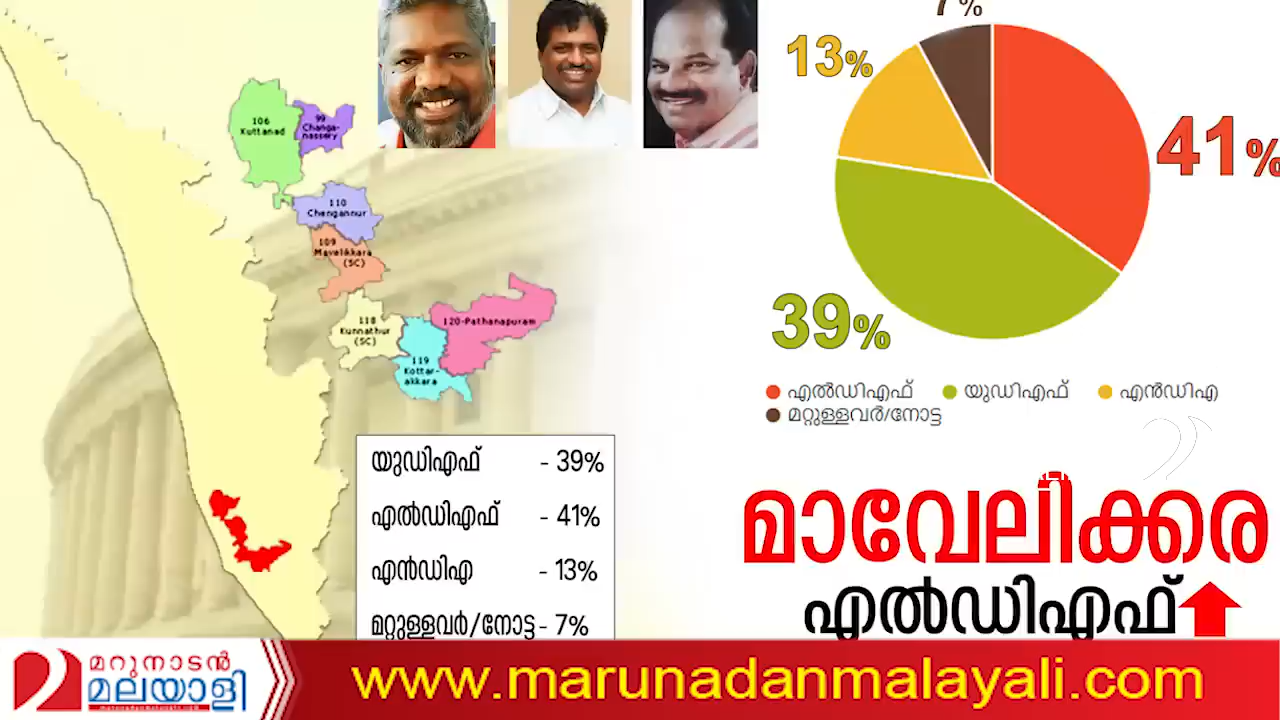 7%
13%
41%
39%
106
Kuttanad
99
Changa-
nassery
110
Chengannur
109
Mavelikkara
(SC)
118
Kunnathur
(SC)
119
Kottar-
akkara
120-Pathanapuram
എൽഡിഎഫ് യുഡിഎഫ് എൻഡിഎ
മറ്റുള്ളവർ/നോട്ട
യുഡിഎഫ് - 39%
എൽഡിഎഫ് - 41%
എൻഡിഎ - 13%
മറ്റുള്ളവർ/നോട്ട - 7%
മാവേലിക്കര
എൽഡിഎഫ്
മറുനാടൻ
മലയാളി
www.marunadanmalayali.com